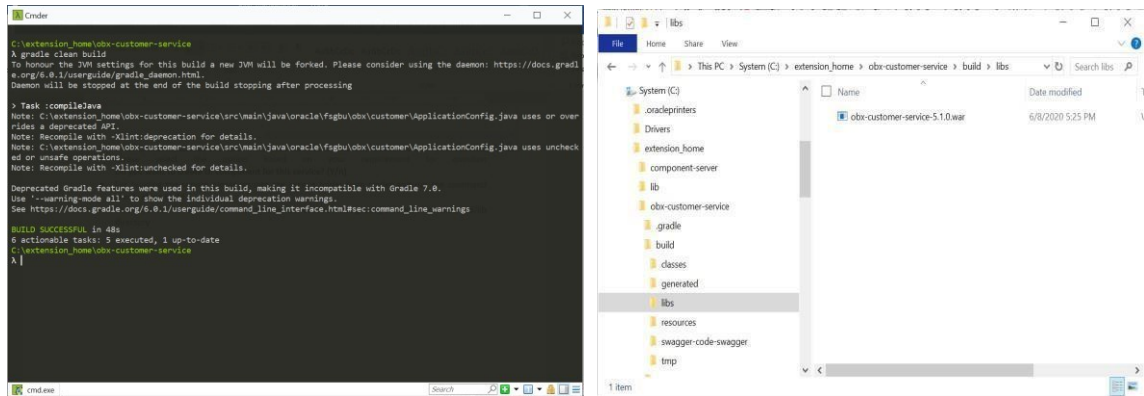 Cmder
C:\extension_home\obx-customer-service
λ gradle clean build
To honour the JVM settings for this build a new JVM will be forked. Please consider using the daemon: https://docs.gradl
e.org/6.0.1/userguide/gradle_daemon.html.
Daemon will be stopped at the end of the build stopping after processing
> Task :compileJava
Note: C:\extension_home\obx-customer-service\src\main\java\oracle\fsgbu\obx\customer\ApplicationConfig.java uses or over
rides a deprecated API.
Note: Recompile with -Xlint:deprecation for details.
Note: C:\extension_home\obx-customer-service\src\main\java\oracle\fsgbu\obx\customer\ApplicationConfig.java uses uncheck
ed or unsafe operations.
Note: Recompile with -Xlint:unchecked for details.
Deprecated Gradle features were used in this build, making it incompatible with Gradle 7.0.
Use '--warning-mode all' to show the individual deprecation warnings.
See https://docs.gradle.org/6.0.1/userguide/command_line_interface.html#sec:command_line_warnings
BUILD SUCCESSFUL in 48s
6 actionable tasks: 5 executed, 1 up-to-date
C:\extension_home\obx-customer-service
λ
cmd.exe
Search
libs
File Home Share View
This PC > System (C:) > extension_home > obx-customer-service > build > libs
Search libs
System (C:)
.oracleprinters
Drivers
extension_home
component-server
lib
obx-customer-service
.gradle
build
classes
generated
libs
resources
swagger-code-swagger
tmp
Name Date modified
obx-customer-service-5.1.0.war 6/8/2020 5:25 PM
1 item